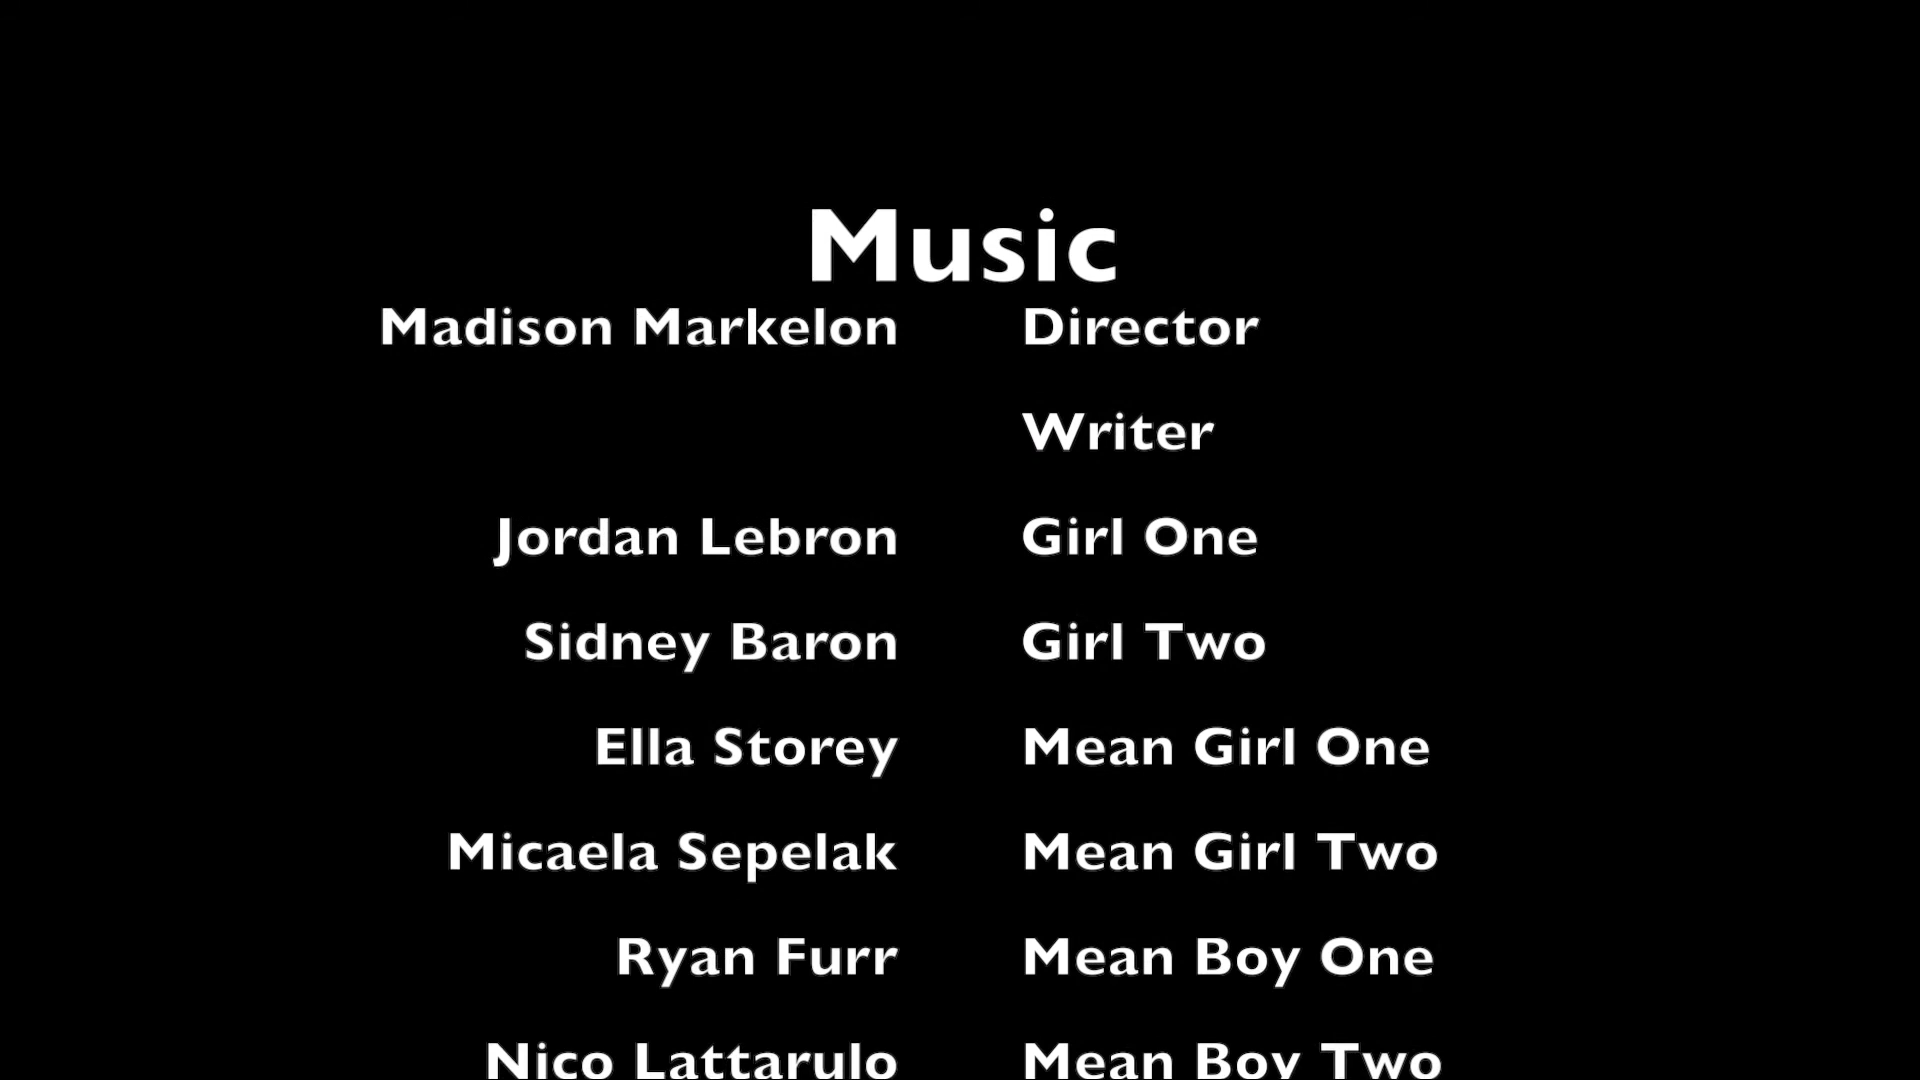 Music
Madison Markelon Director
Writer
Jordan Lebron Girl One
Sidney Baron Girl Two
Ella Storey Mean Girl One
Micaela Sepelak Mean Girl Two
Ryan Furr Mean Boy One
Nico Lattarulo Mean Boy Two